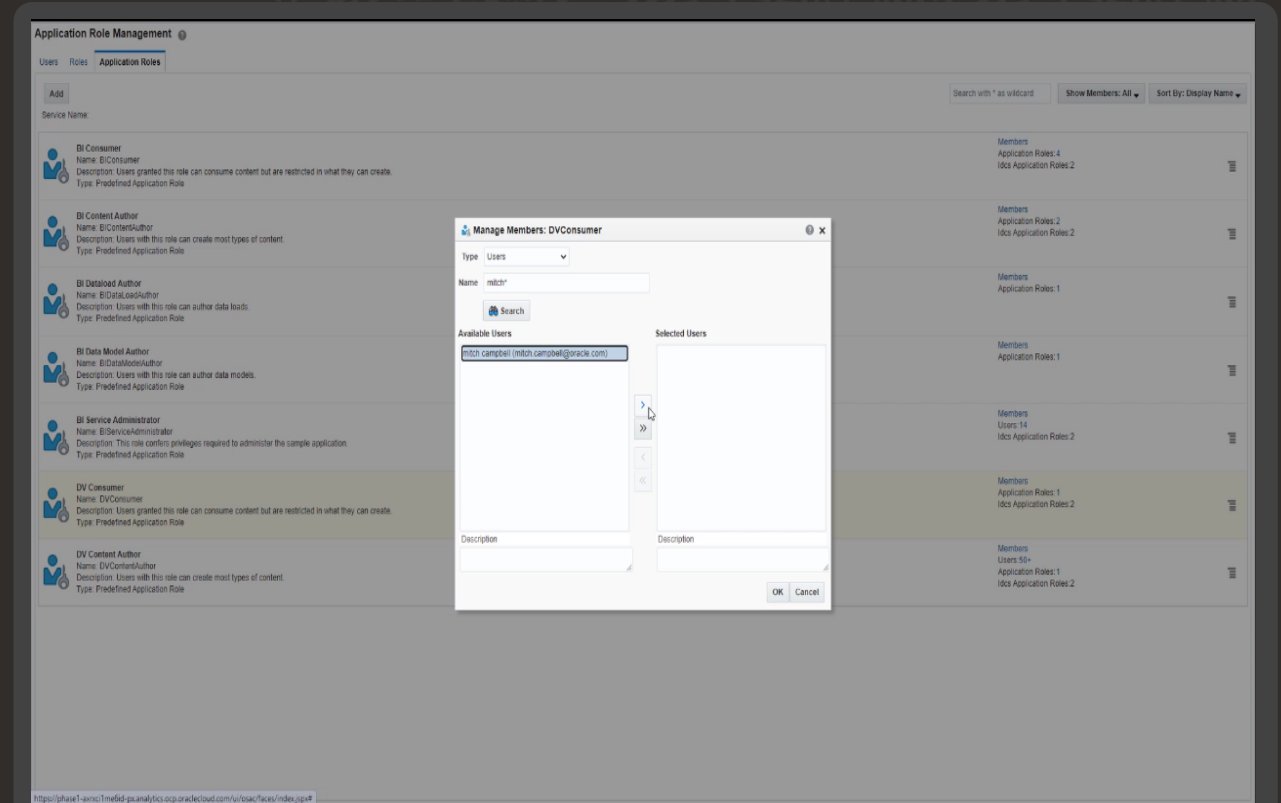 Application Role Management
Users Roles Application Roles
Add
Search with * as wildcard Show Members: All Sort By: Display Name
Service Name:
BI Consumer
Name: BIConsumer
Description: Users granted this role can consume content but are restricted in what they can create.
Type: Predefined Application Role
Members
Application Roles:4
Idcs Application Roles:2
BI Content Author
Name: BIContentAuthor
Description: Users with this role can create most types of content.
Type: Predefined Application Role
Members
Application Roles:2
Idcs Application Roles:2
BI Dataload Author
Name: BIDataLoadAuthor
Description: Users with this role can author data loads.
Type: Predefined Application Role
Members
Application Roles:1
BI Data Model Author
Name: BIDataModelAuthor
Description: Users with this role can author data models.
Type: Predefined Application Role
Members
Application Roles:1
BI Service Administrator
Name: BIServiceAdministrator
Description: This role confers privileges required to administer the sample application.
Type: Predefined Application Role
Members
Users:14
Idcs Application Roles:2
DV Consumer
Name: DVConsumer
Description: Users granted this role can consume content but are restricted in what they can create.
Type: Predefined Application Role
Members
Application Roles:1
Idcs Application Roles:2
DV Content Author
Name: DVContentAuthor
Description: Users with this role can create most types of content.
Type: Predefined Application Role
Members
Users:50+
Application Roles:1
Idcs Application Roles:2
Manage Members: DVConsumer
Type Users
Name mitch*
Search
Available Users Selected Users
mitch campbell (mitch.campbell@oracle.com)
Description Description
OK Cancel